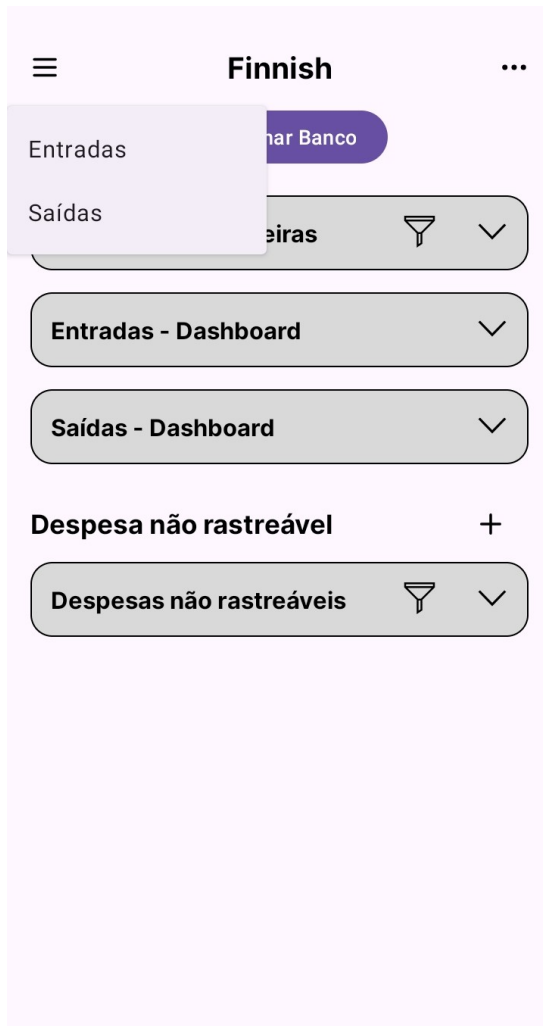 Finnish
Entradas
nar Banco
Saídas
eiras
Entradas - Dashboard
Saídas - Dashboard
Despesa não rastreável
Despesas não rastreáveis